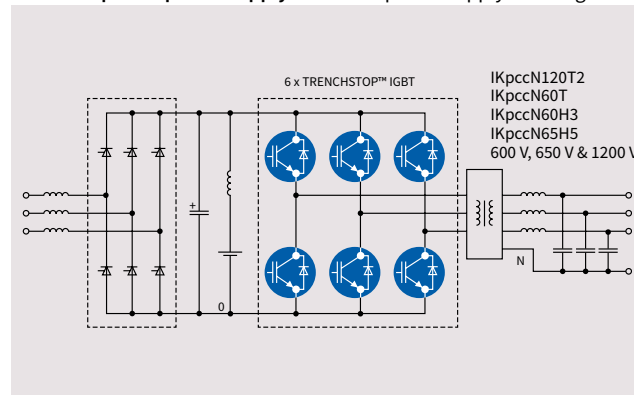 6 x TRENCHSTOP™ IGBT
IKpccN120T2
IKpccN60T
IKpccN60H3
IKpccN65H5
600 V, 650 V & 1200 V
+
0
N